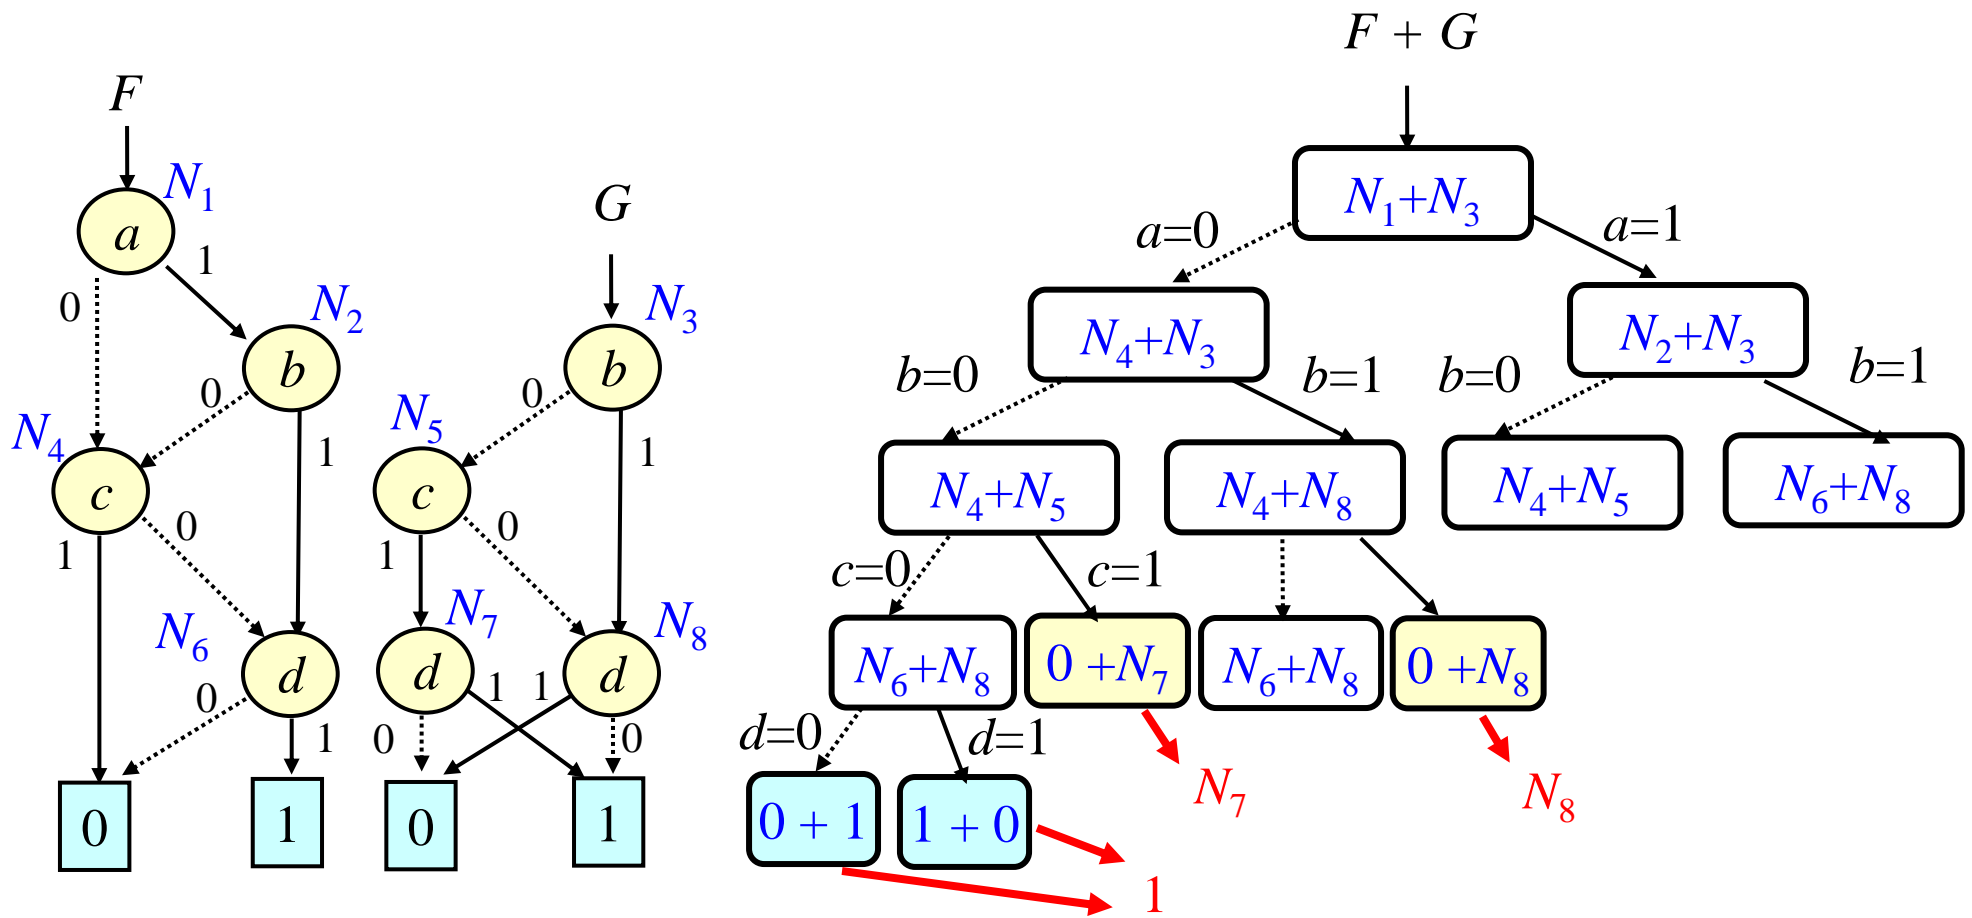 F + G
F
N1
a
1
0
G
N1+N3
a=0
a=1
N2
N3
b
b
0
0
N4+N3
N2+N3
b=0
b=1
b=0
b=1
N4
N5
1
1
c
c
0
0
1
1
N4+N5
N4+N8
N4+N5
N6+N8
c=0
c=1
N6
N7
N8
d
d
d
0
1
0
1
1
0
N6+N8
0 +N7
N6+N8
0 +N8
d=0
d=1
N7
N8
0
1
0
1
0 + 1
1 + 0
1